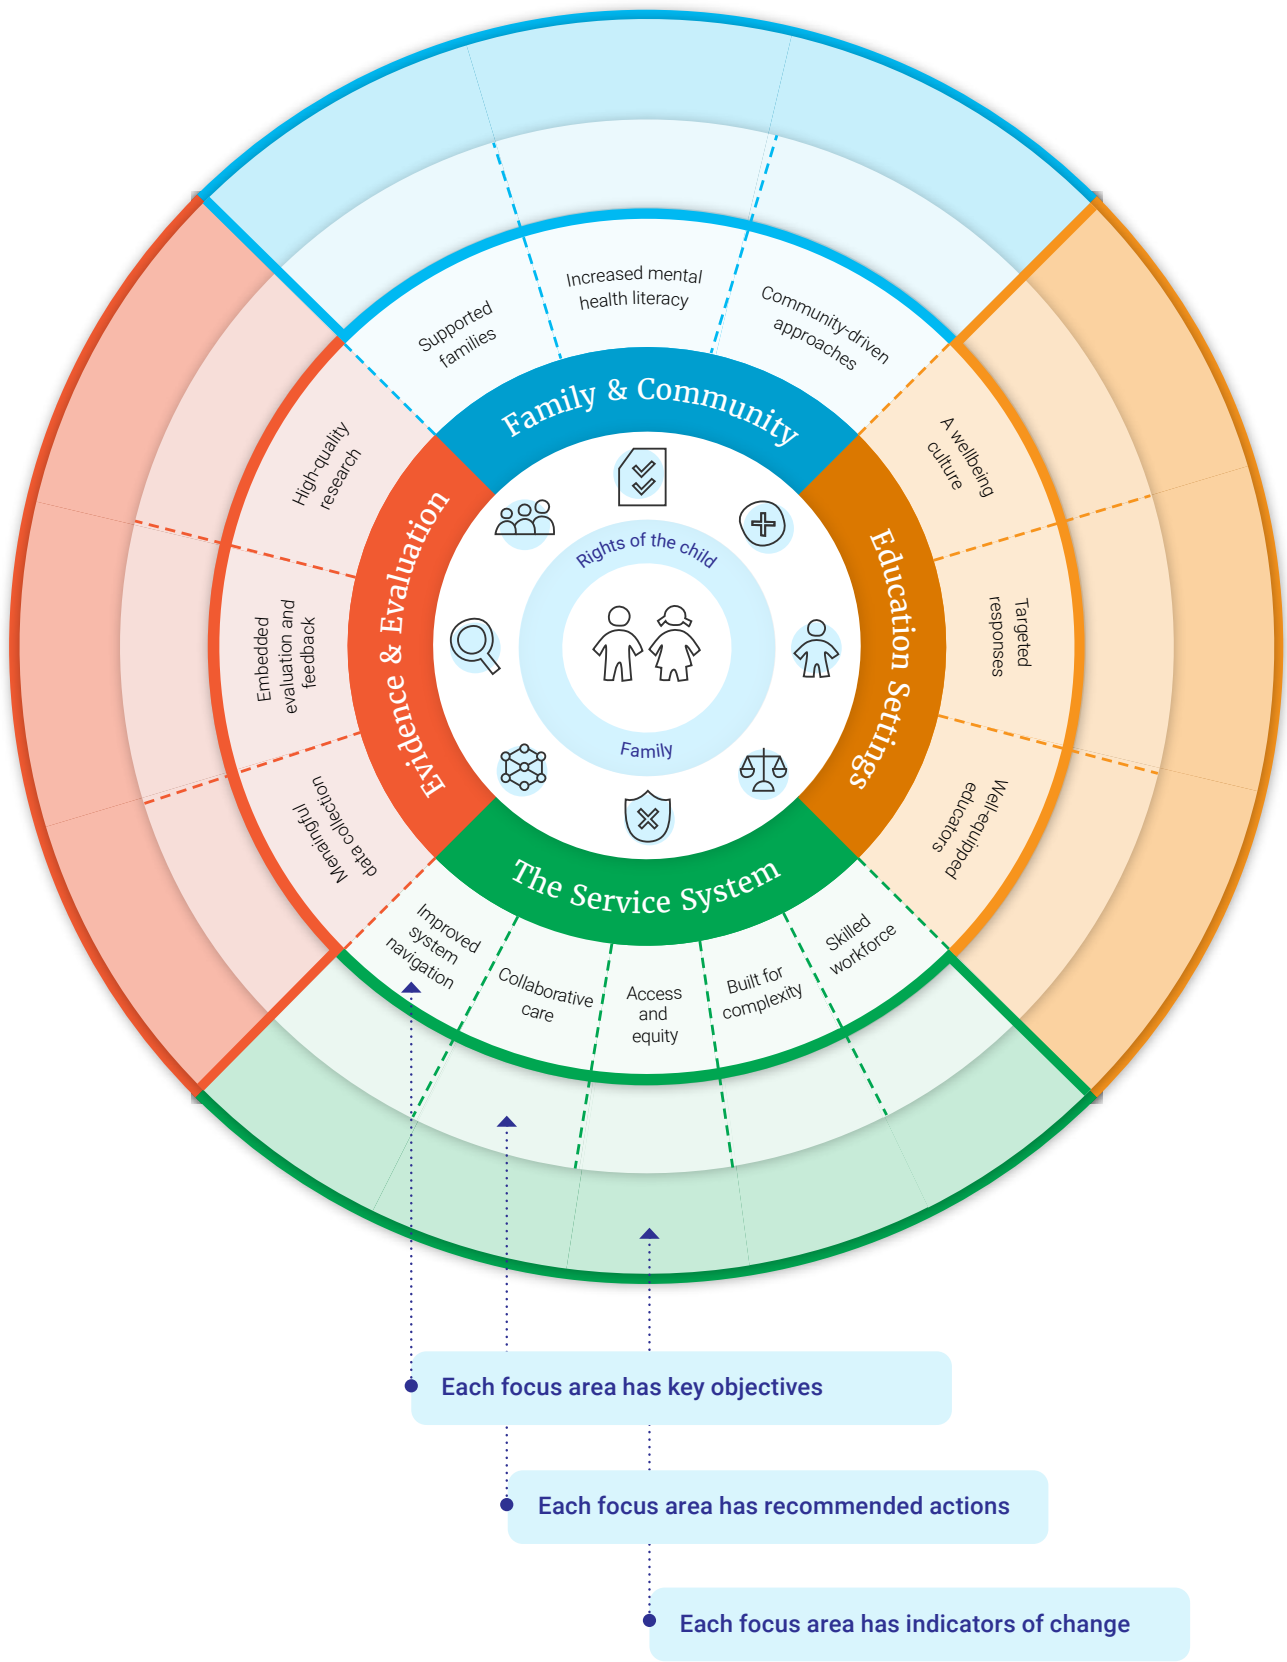 Supported
families
Increased mental
health literacy
Community-driven
approaches
Family & Community
A wellbeing
culture
Targeted
responses
Well-equipped
educators
Education Settings
High-quality
research
Embedded
evaluation and
feedback
Menaingful
data collection
Evidence & Evaluation
Rights of the child
Family
The Service System
Improved
system
navigation
Collaborative
care
Access
and
equity
Built for
complexity
Skilled
workforce
Each focus area has key objectives
Each focus area has recommended actions
Each focus area has indicators of change